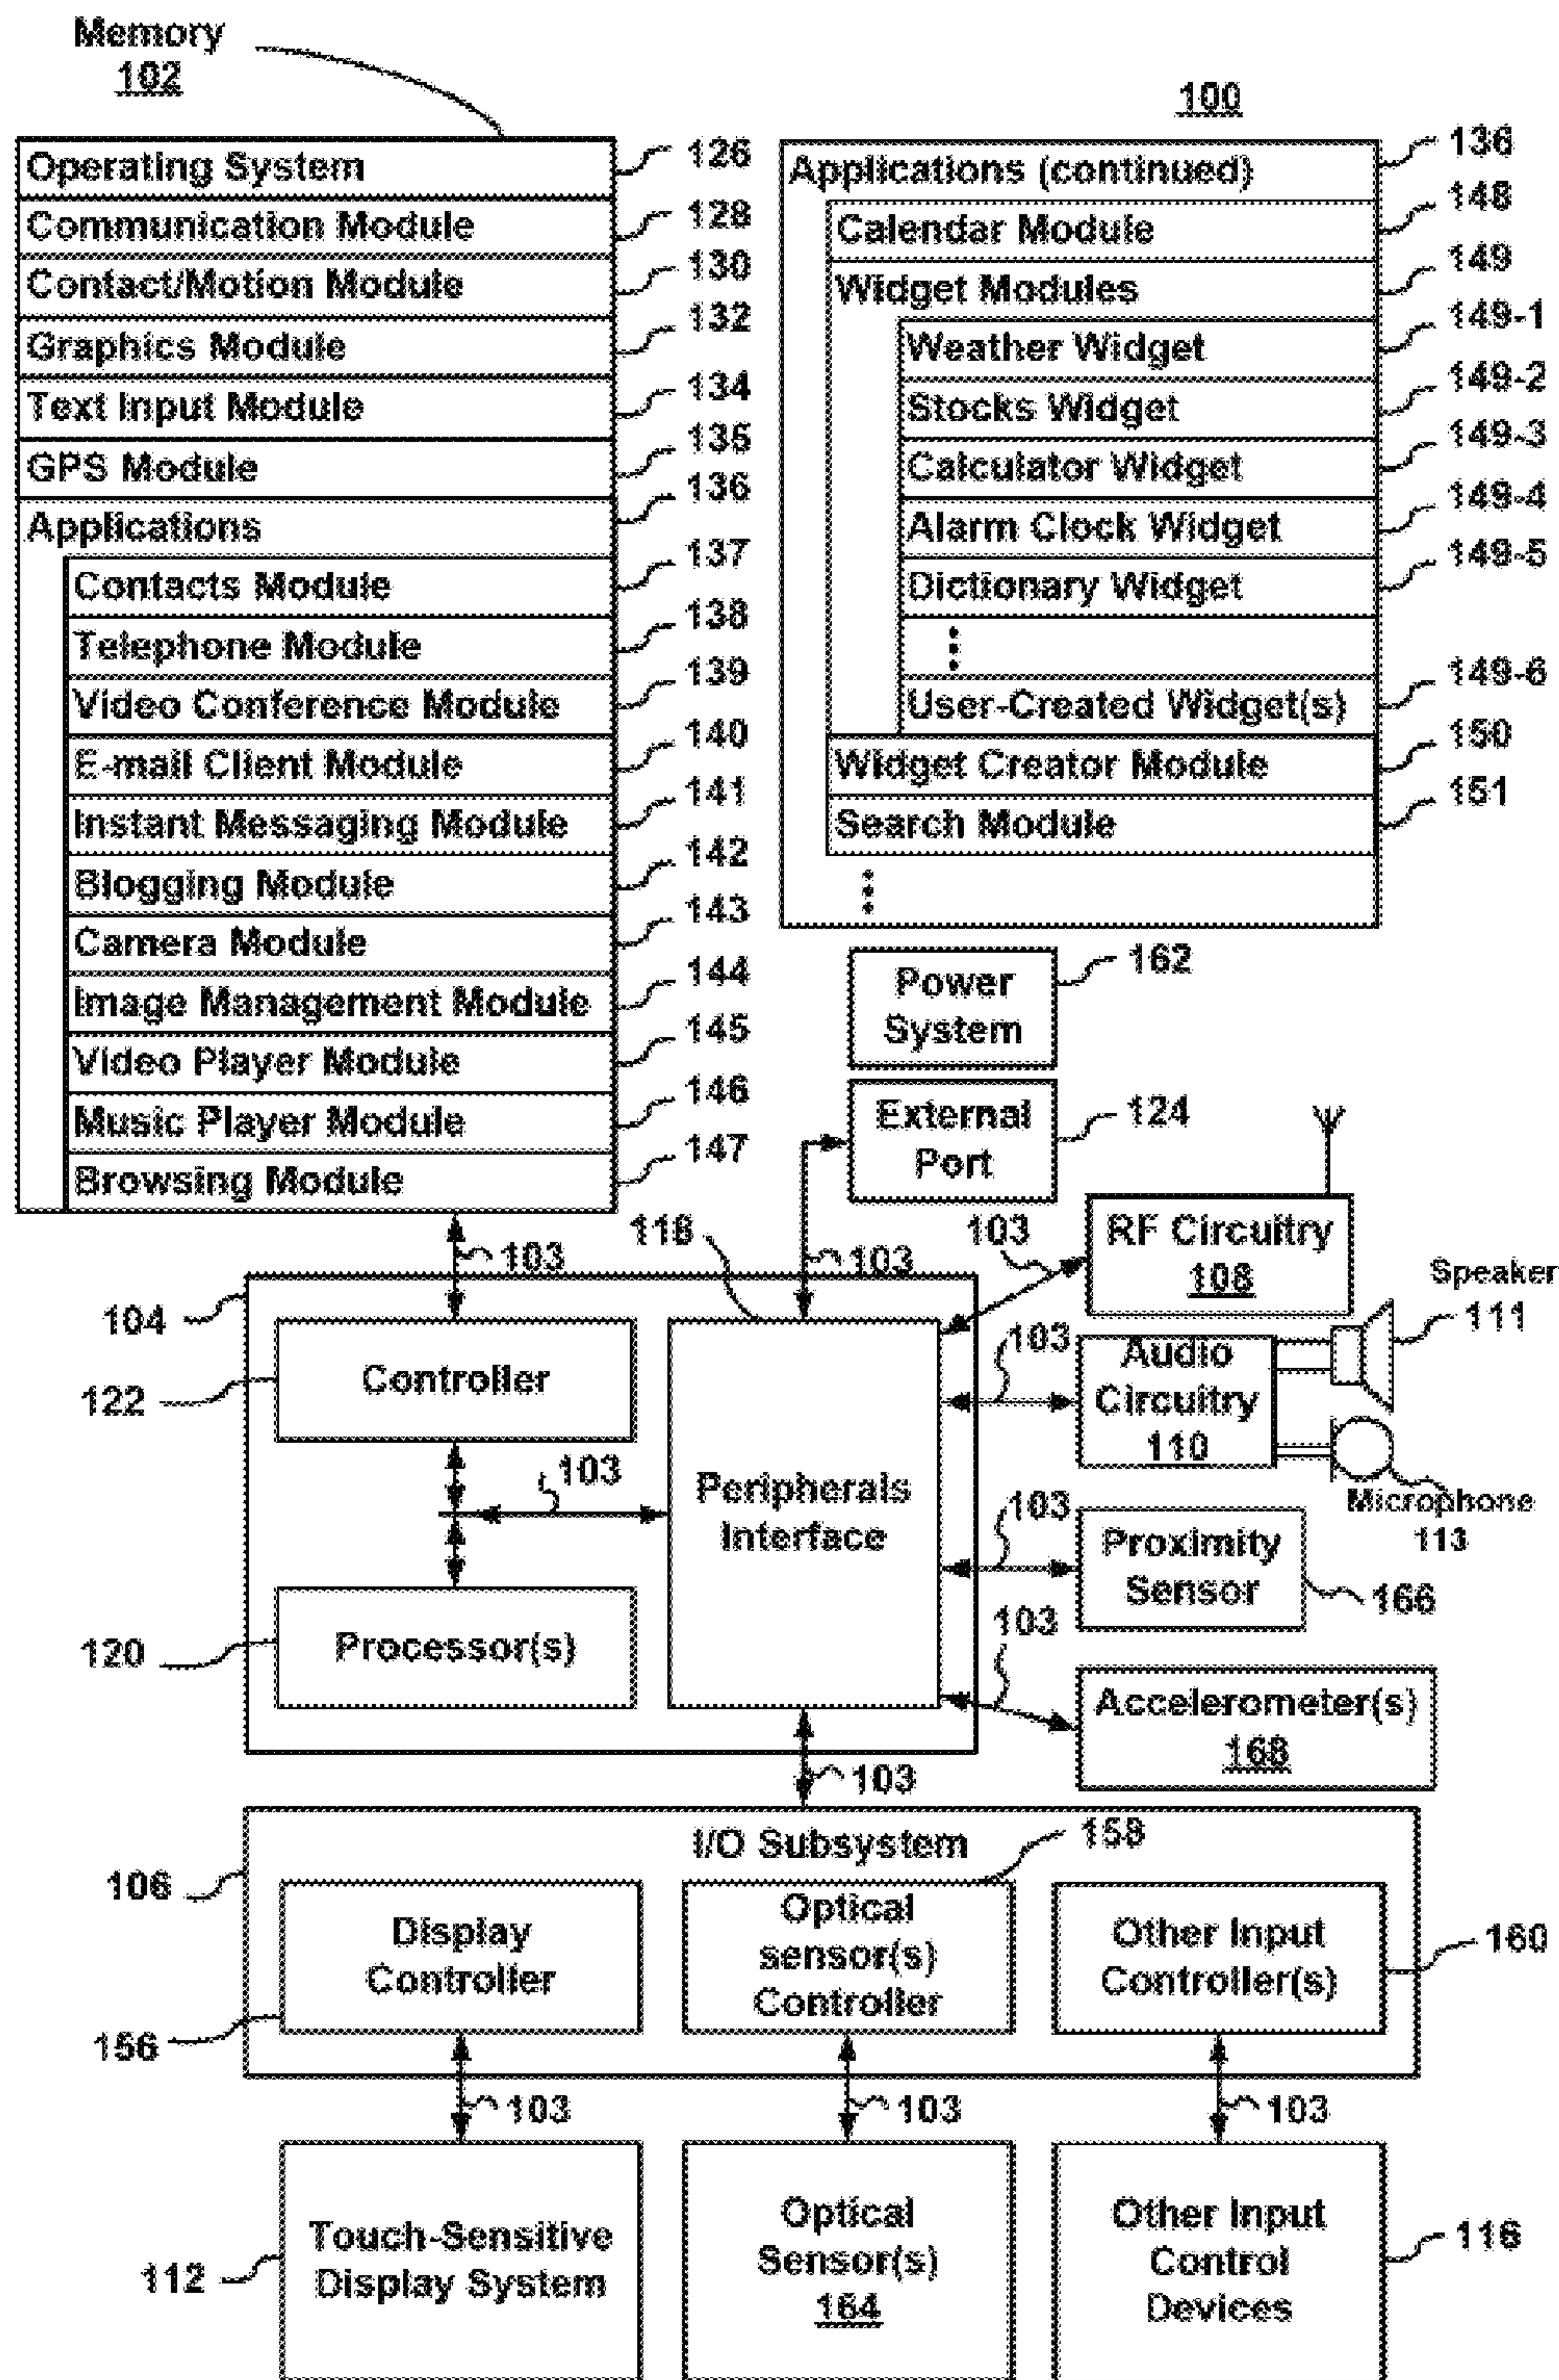 Memory
102
100
Operating System
126
Communication Module
128
Contact/Motion Module
130
Graphics Module
132
Text Input Module
134
GPS Module
135
Applications
136
Contacts Module
137
Telephone Module
138
Video Conference Module
139
E-mail Client Module
140
Instant Messaging Module
141
Blogging Module
142
Camera Module
143
Image Management Module
144
Video Player Module
145
Music Player Module
146
Browsing Module
147
Applications (continued)
136
Calendar Module
148
Widget Modules
149
Weather Widget
149-1
Stocks Widget
149-2
Calculator Widget
149-3
Alarm Clock Widget
149-4
Dictionary Widget
149-5
User-Created Widget(s)
149-6
Widget Creator Module
150
Search Module
151
Power
System
162
External
Port
124
103
118
103
103
RF Circuitry
108
Speaker
111
104
Controller
122
103
Audio
Circuitry
110
Microphone
113
103
Peripherals
Interface
103
Proximity
Sensor
166
Processor(s)
120
103
Accelerometer(s)
168
103
I/O Subsystem
106
158
Display
Controller
156
Optical
sensor(s)
Controller
Other Input
Controller(s)
160
103
103
103
Touch-Sensitive
Display System
112
Optical
Sensor(s)
164
Other Input
Control
Devices
116